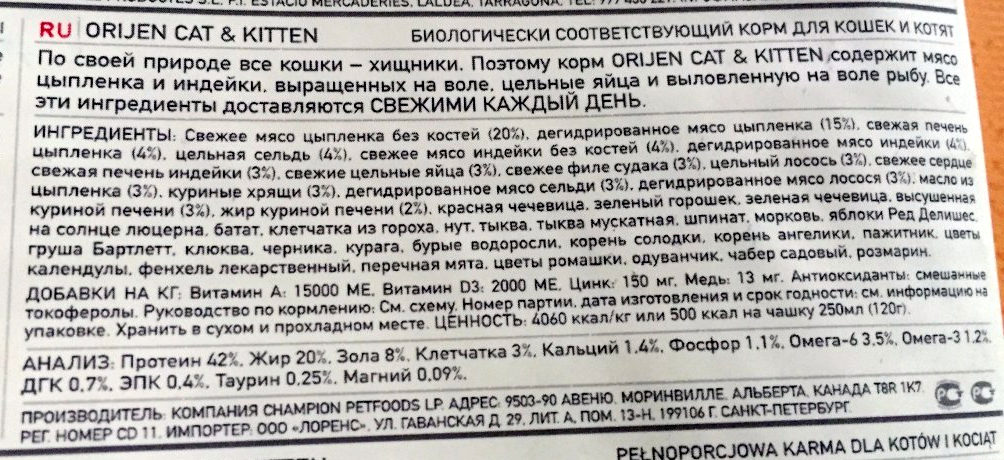 RU ORIJEN CAT & KITTEN БИОЛОГИЧЕСКИ СООТВЕТСТВУЮЩИЙ КОРМ ДЛЯ КОШЕК И КОТЯТ
По своей природе все кошки – хищники. Поэтому корм ORIJEN CAT & KITTEN содержит мясо
цыпленка и индейки, выращенных на воле, цельные яйца и выловленную на воле рыбу. Все
эти ингредиенты доставляются СВЕЖИМИ КАЖДЫЙ ДЕНЬ.
ИНГРЕДИЕНТЫ: Свежее мясо цыпленка без костей (20%), дегидрированное мясо цыпленка (15%), свежая печень
цыпленка (4%), цельная сельдь (4%), свежее мясо индейки без костей (4%), дегидрированное мясо индейки (4%),
свежая печень индейки (3%), свежие цельные яйца (3%), свежее филе судака (3%), цельный лосось (3%), свежее сердце
цыпленка (3%), куриные хрящи (3%), дегидрированное мясо сельди (3%), дегидрированное мясо лосося (3%), масло из
куриной печени (3%), жир куриной печени (2%), красная чечевица, зеленый горошек, зеленая чечевица, высушенная
на солнце люцерна, батат, клетчатка из гороха, нут, тыква, тыква мускатная, шпинат, морковь, яблоки Ред Делишес,
груша Бартлетт, клюква, черника, курага, бурые водоросли, корень солодки, корень ангелики, пажитник, цветы
календулы, фенхель лекарственный, перечная мята, цветы ромашки, одуванчик, чабер садовый, розмарин.
ДОБАВКИ НА КГ: Витамин А: 15000 МЕ, Витамин D3: 2000 МЕ, Цинк: 150 мг, Медь: 13 мг. Антиоксиданты: смешанные
токоферолы. Руководство по кормлению: См. схему. Номер партии, дата изготовления и срок годности: см. информацию на
упаковке. Хранить в сухом и прохладном месте. ЦЕННОСТЬ: 4060 ккал/кг или 500 ккал на чашку 250мл (120г).
АНАЛИЗ: Протеин 42%, Жир 20%, Зола 8%, Клетчатка 3%, Кальций 1.4%, Фосфор 1.1%, Омега-6 3.5%, Омега-3 1.2%,
ДГК 0.7%, ЭПК 0.4%, Таурин 0.25%, Магний 0.09%.
ПРОИЗВОДИТЕЛЬ: КОМПАНИЯ CHAMPION PETFOODS LP. АДРЕС: 9503-90 АВЕНЮ, МОРИНВИЛЛЕ, АЛЬБЕРТА, КАНАДА T8R 1K7.
РЕГ. НОМЕР CD 11. ИМПОРТЕР: ООО «ЛОРЕНС», УЛ. ГАВАНСКАЯ Д. 29, ЛИТ. А, ПОМ. 13-Н, 199106 Г. САНКТ-ПЕТЕРБУРГ.
PEŁNOPORCJOWA KARMA DLA KOTÓW I KOCIĄT